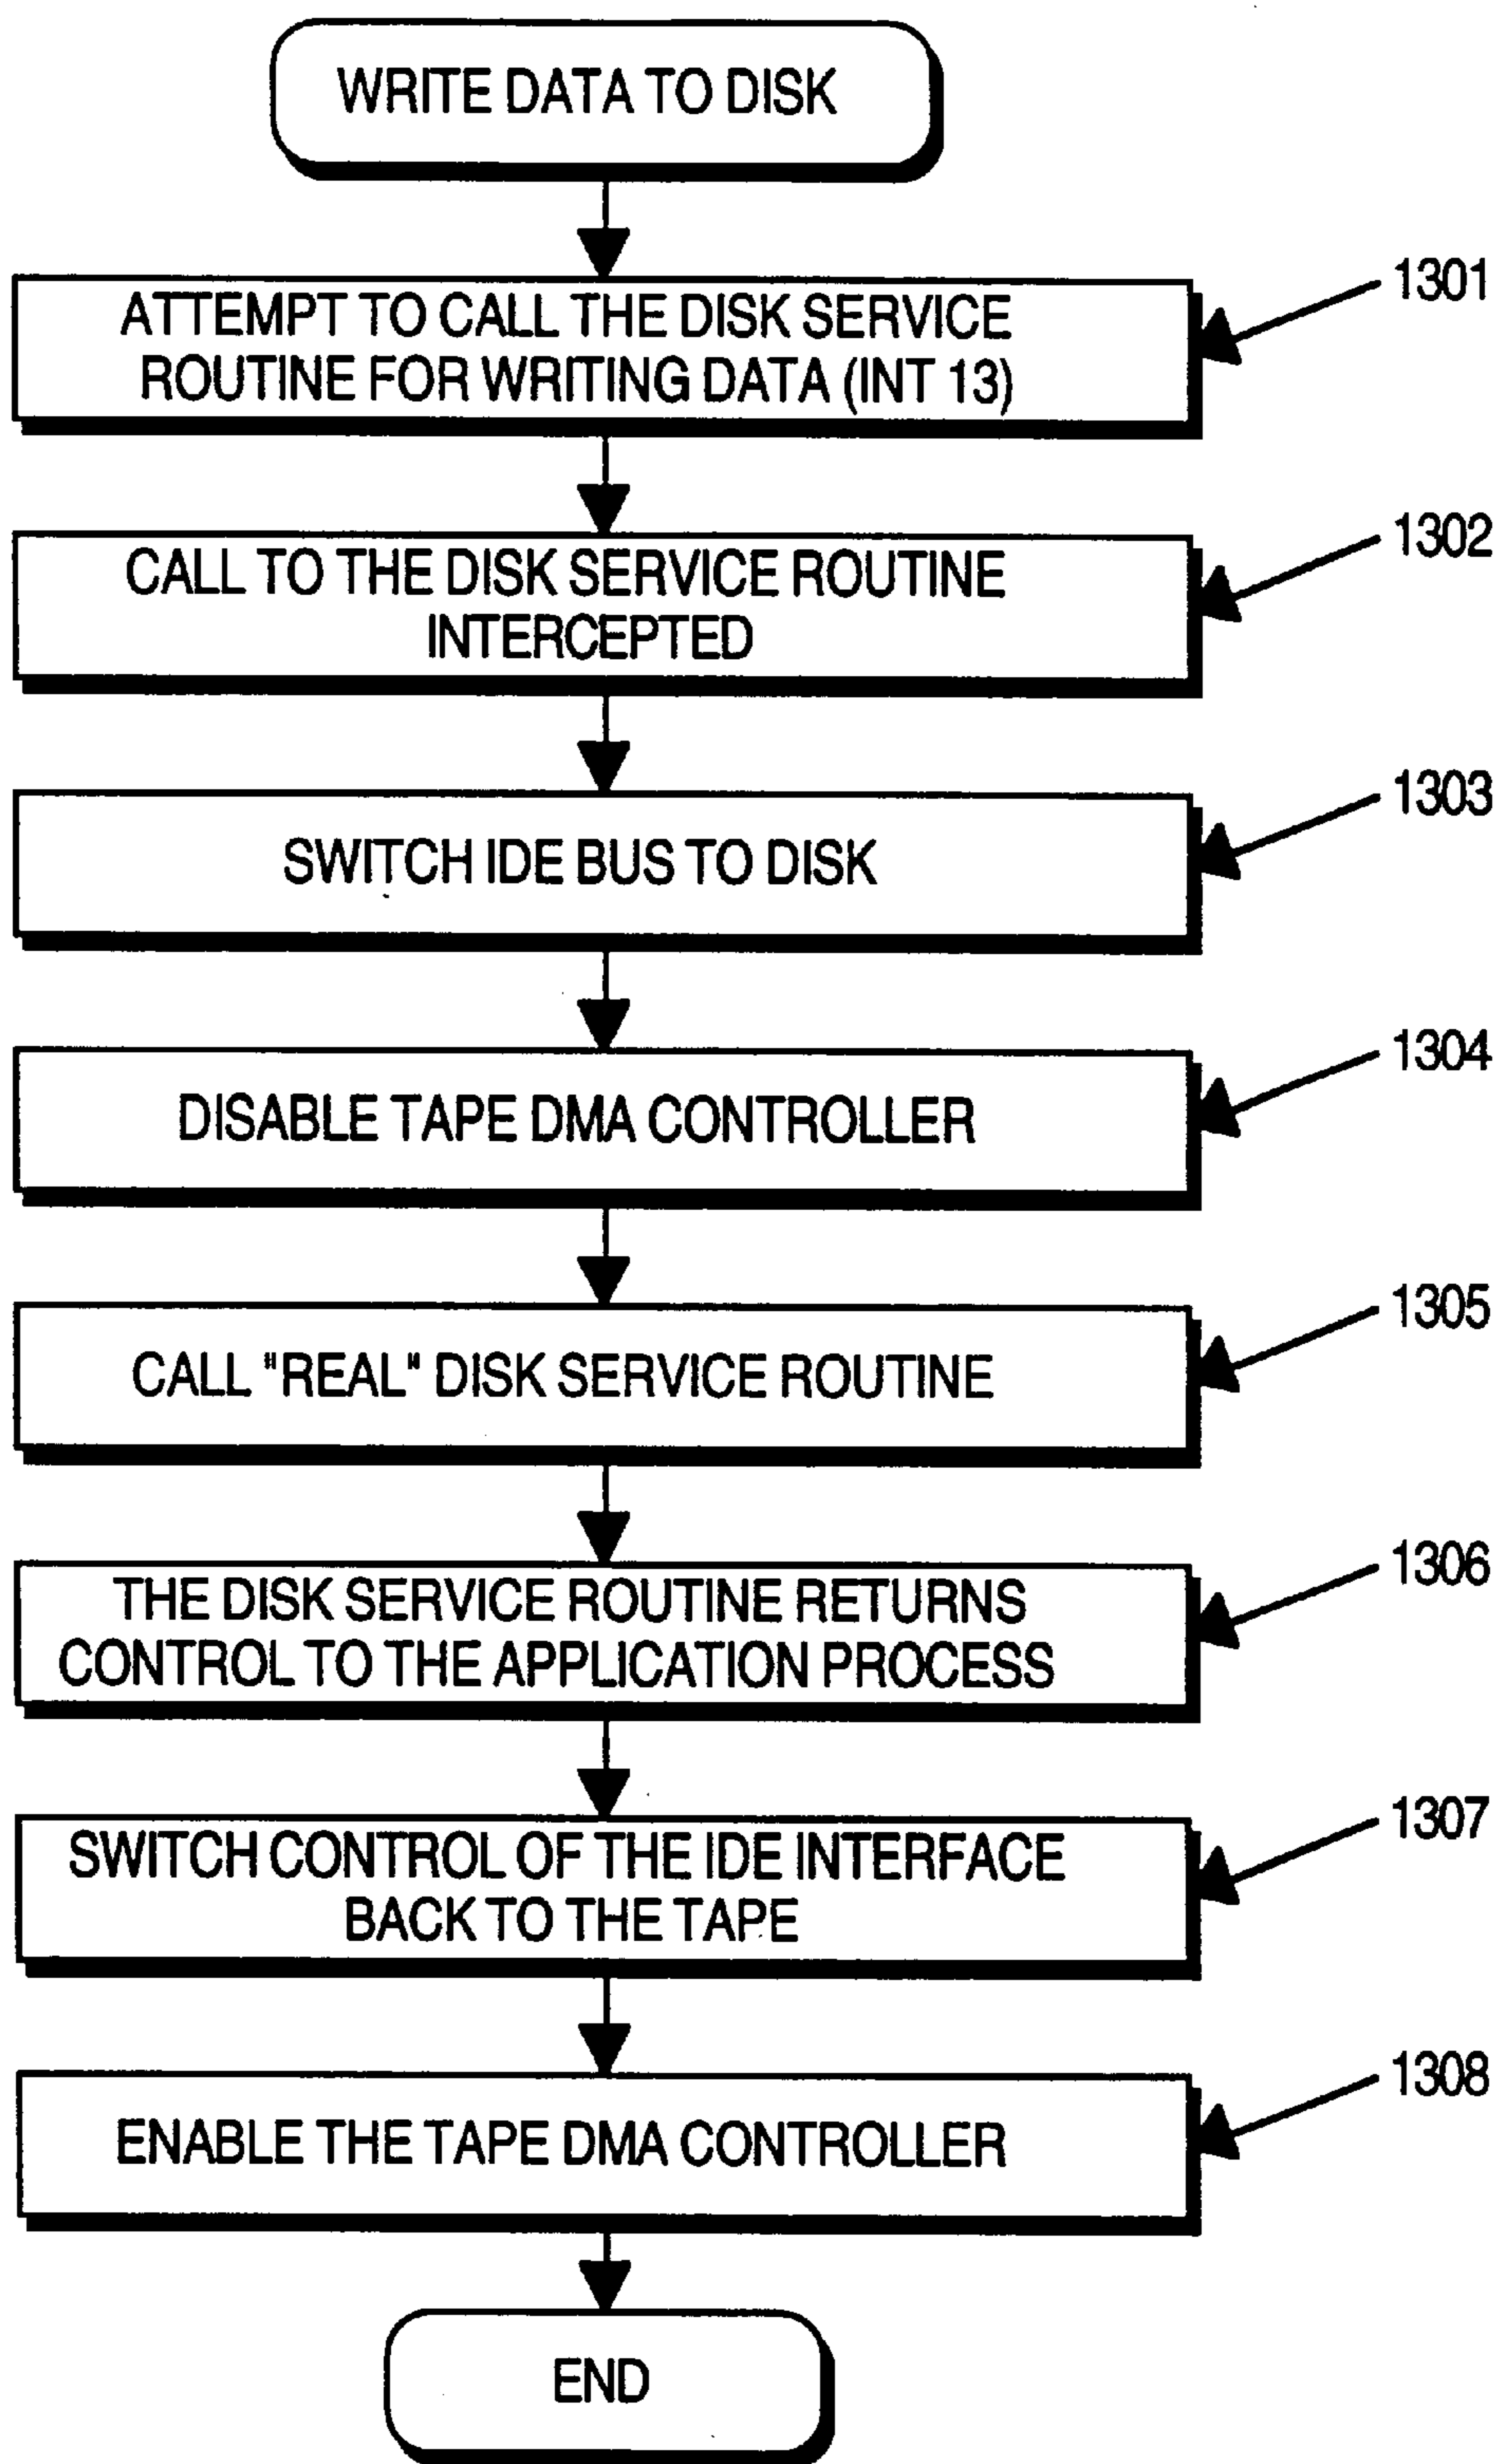 WRITE DATA TO DISK
1301
ATTEMPT TO CALL THE DISK SERVICE
ROUTINE FOR WRITING DATA (INT 13)
1302
CALL TO THE DISK SERVICE ROUTINE
INTERCEPTED
1303
SWITCH IDE BUS TO DISK
1304
DISABLE TAPE DMA CONTROLLER
1305
CALL "REAL" DISK SERVICE ROUTINE
1306
THE DISK SERVICE ROUTINE RETURNS
CONTROL TO THE APPLICATION PROCESS
1307
SWITCH CONTROL OF THE IDE INTERFACE
BACK TO THE TAPE
1308
ENABLE THE TAPE DMA CONTROLLER
END